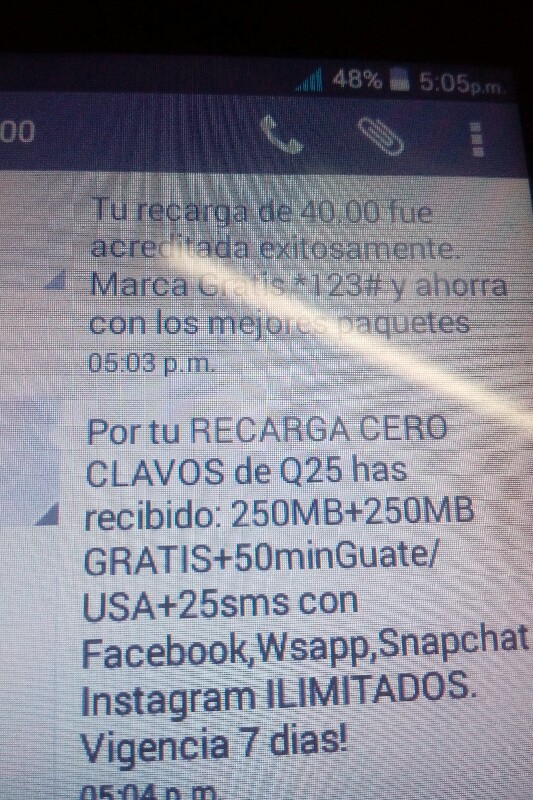 48% 5:05p.m.
00
Tu recarga de 40.00 fue
acreditada exitosamente.
Marca Gratis *123# y ahorra
con los mejores paquetes
05:03 p.m.
Por tu RECARGA CERO
CLAVOS de Q25 has
recibido: 250MB+250MB
GRATIS+50minGuate/
USA+25sms con
Facebook,Wsapp,Snapchat
Instagram ILIMITADOS.
Vigencia 7 dias!
05:04 p.m.